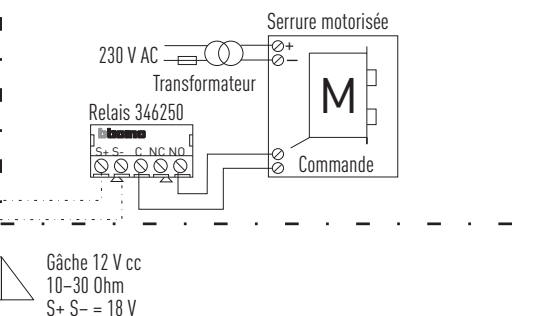 Serrure motorisée
230 V AC
+
−
Transformateur
M
Relais 346250
bticino
S+ S- C NC NO
Commande
Gâche 12 V cc
10–30 Ohm
S+ S− = 18 V